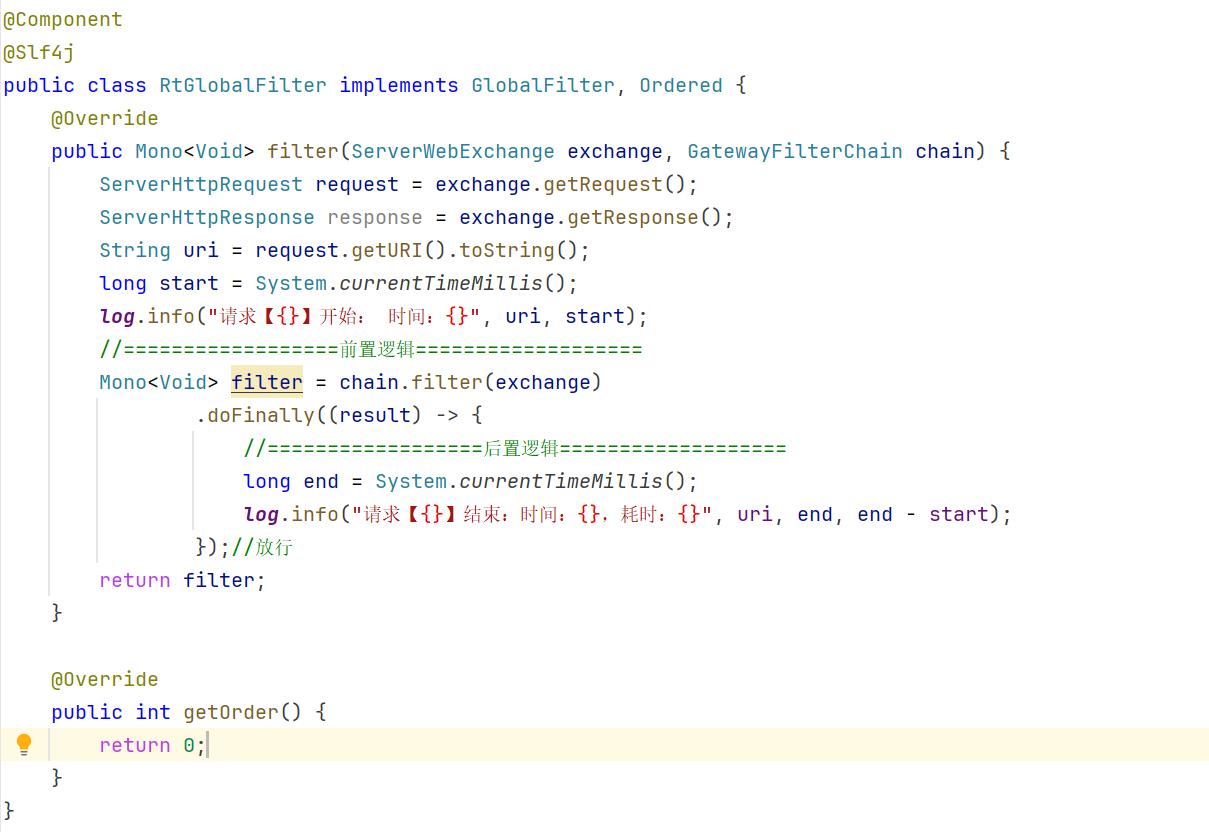 @Component
@Slf4j
public class RtGlobalFilter implements GlobalFilter, Ordered {
    @Override
    public Mono<Void> filter(ServerWebExchange exchange, GatewayFilterChain chain) {
        ServerHttpRequest request = exchange.getRequest();
        ServerHttpResponse response = exchange.getResponse();
        String uri = request.getURI().toString();
        long start = System.currentTimeMillis();
        log.info("请求【{}】开始： 时间：{}", uri, start);
        //==================前置逻辑===================
        Mono<Void> filter = chain.filter(exchange)
                .doFinally((result) -> {
                    //==================后置逻辑===================
                    long end = System.currentTimeMillis();
                    log.info("请求【{}】结束：时间：{}，耗时：{}", uri, end, end - start);
                });//放行
        return filter;
    }
    @Override
    public int getOrder() {
        return 0;
    }
}